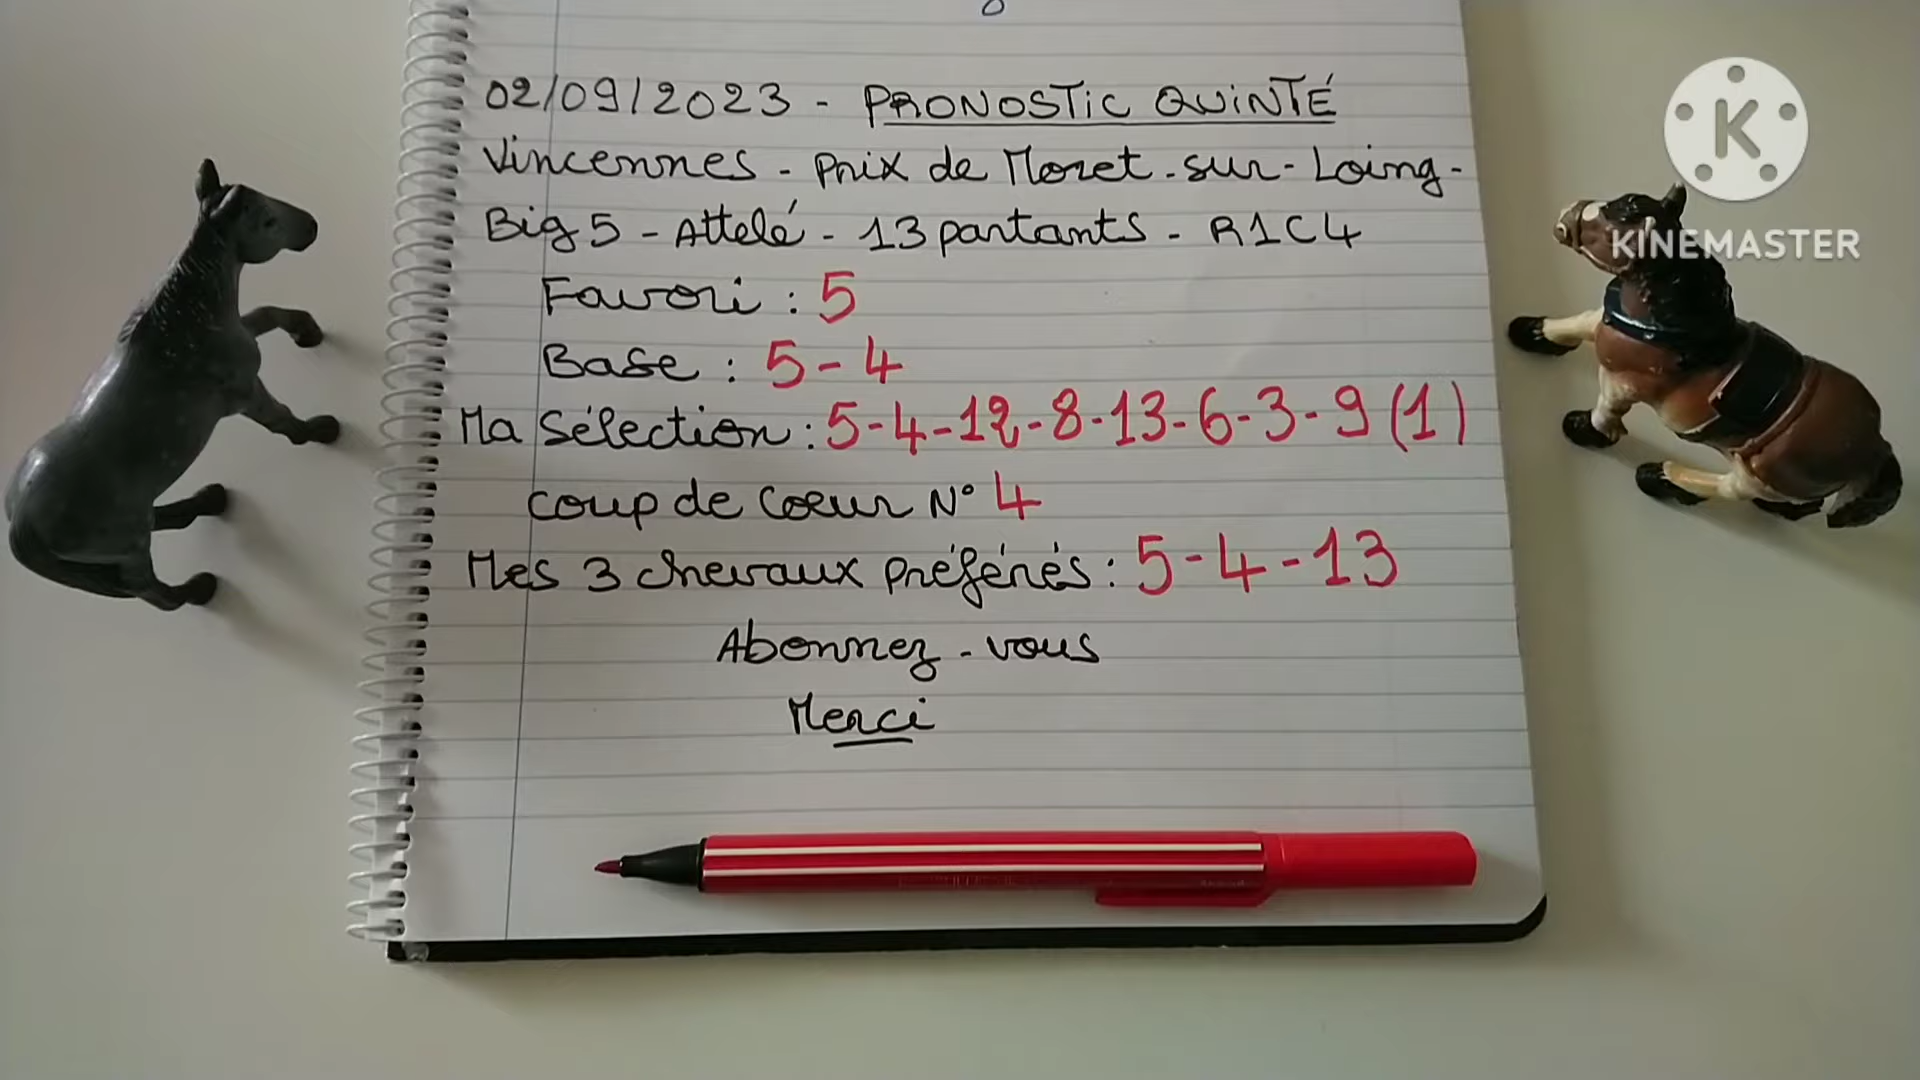 02/09/2023 - PRONOSTIC QUINTÉ
Vincennes - Prix de Moret-sur-Loing -
Big 5 - Attelé - 13 partants - R1C4
Favori : 5
Base : 5-4
Ma Sélection : 5-4-12-8-13-6-3-9 (1)
Coup de Coeur N° 4
Mes 3 chevaux préférés : 5-4-13
Abonnez-vous
Merci
K
KINEMASTER